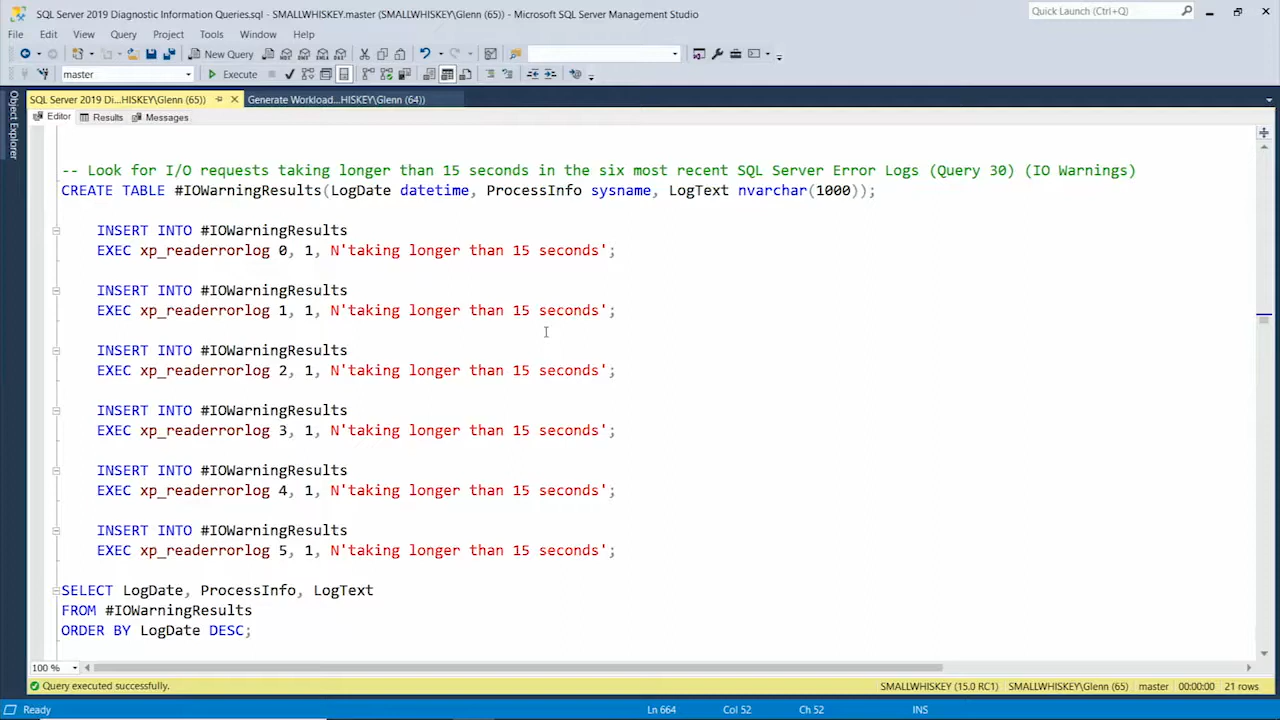 SQL Server 2019 Diagnostic Information Queries.sql - SMALLWHISKEY.master (SMALLWHISKEY\Glenn (65)) - Microsoft SQL Server Management Studio
Quick Launch (Ctrl+Q)
File Edit View Query Project Tools Window Help
New Query
master Execute
Object Explorer
SQL Server 2019 Di...HISKEY\Glenn (65)) Generate Workload...HISKEY\Glenn (64))
Editor Results Messages
-- Look for I/O requests taking longer than 15 seconds in the six most recent SQL Server Error Logs (Query 30) (IO Warnings)
CREATE TABLE #IOWarningResults(LogDate datetime, ProcessInfo sysname, LogText nvarchar(1000));
INSERT INTO #IOWarningResults
EXEC xp_readerrorlog 0, 1, N'taking longer than 15 seconds';
INSERT INTO #IOWarningResults
EXEC xp_readerrorlog 1, 1, N'taking longer than 15 seconds';
INSERT INTO #IOWarningResults
EXEC xp_readerrorlog 2, 1, N'taking longer than 15 seconds';
INSERT INTO #IOWarningResults
EXEC xp_readerrorlog 3, 1, N'taking longer than 15 seconds';
INSERT INTO #IOWarningResults
EXEC xp_readerrorlog 4, 1, N'taking longer than 15 seconds';
INSERT INTO #IOWarningResults
EXEC xp_readerrorlog 5, 1, N'taking longer than 15 seconds';
SELECT LogDate, ProcessInfo, LogText
FROM #IOWarningResults
ORDER BY LogDate DESC;
100 %
Query executed successfully. SMALLWHISKEY (15.0 RC1) SMALLWHISKEY\Glenn (65) master 00:00:00 21 rows
Ready Ln 664 Col 52 Ch 52 INS